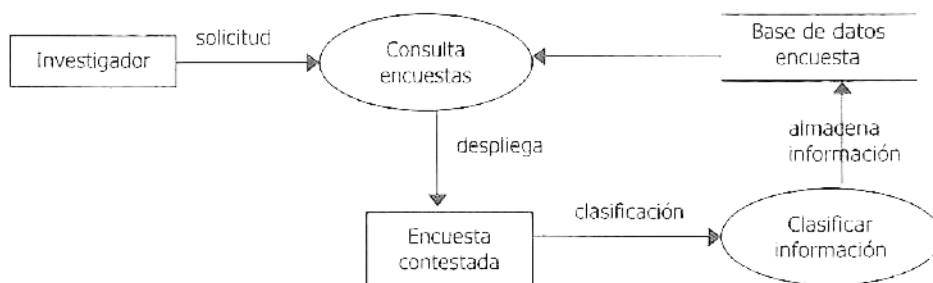 Investigador
solicitud
Consulta
encuestas
Base de datos
encuesta
despliega
almacena
información
Encuesta
contestada
clasificación
Clasificar
información